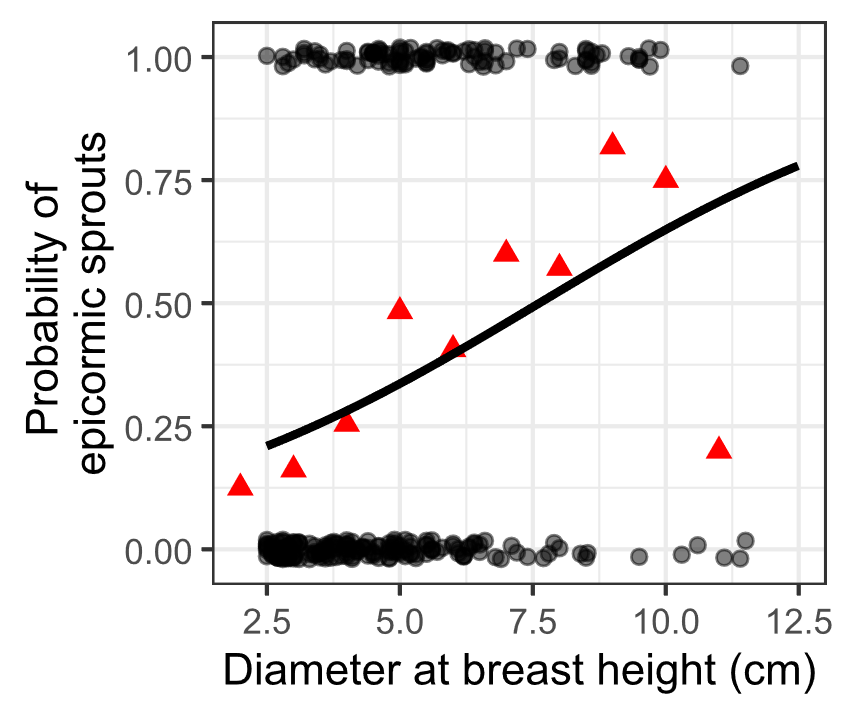 Probability of
epicormic sprouts
1.00
0.75
0.50
0.25
0.00
2.5 5.0 7.5 10.0 12.5
Diameter at breast height (cm)